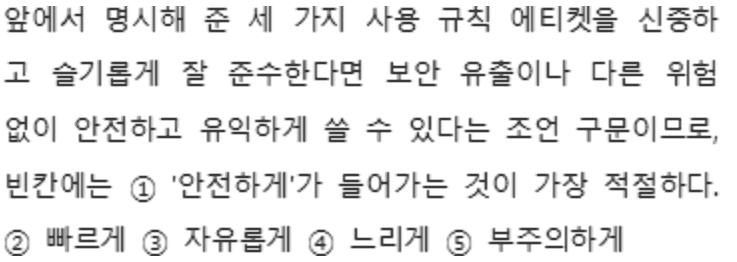 앞에서 명시해 준 세 가지 사용 규칙 에티켓을 신중하
고 슬기롭게 잘 준수한다면 보안 유출이나 다른 위험
없이 안전하고 유익하게 쓸 수 있다는 조언 구문이므로,
빈칸에는 ① '안전하게'가 들어가는 것이 가장 적절하다.
② 빠르게 ③ 자유롭게 ④ 느리게 ⑤ 부주의하게